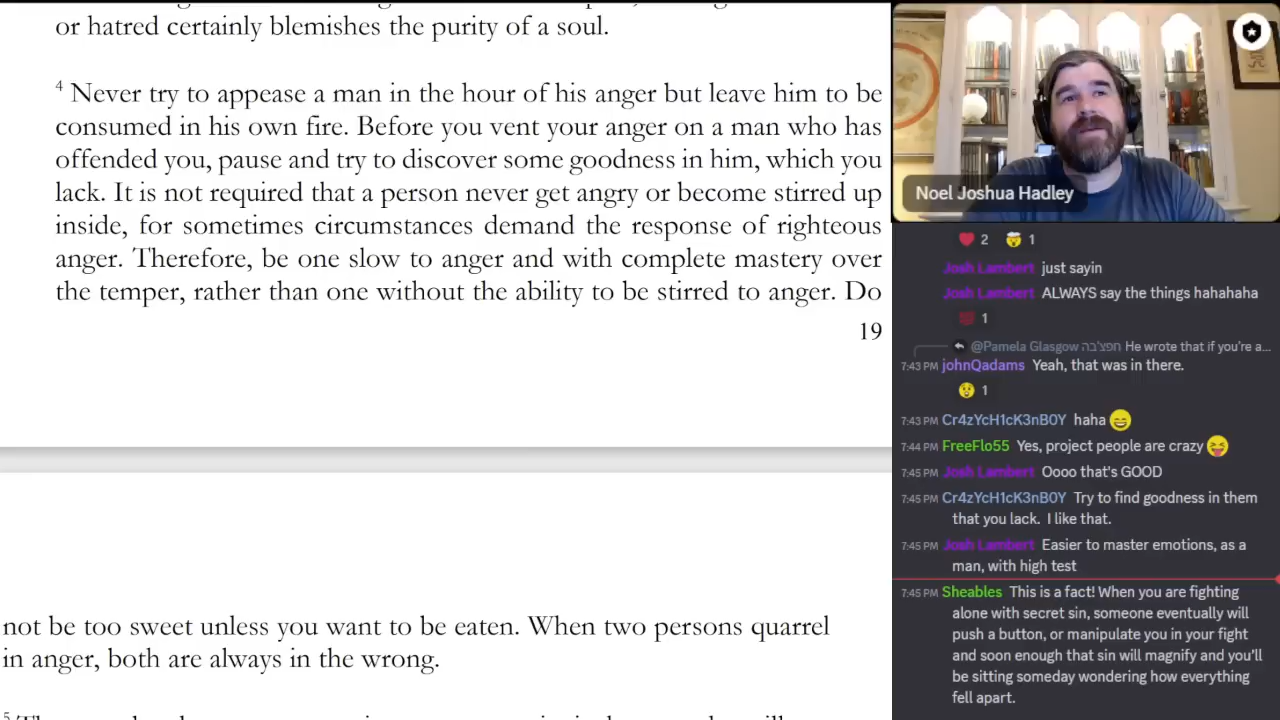 or hatred certainly blemishes the purity of a soul.
4 Never try to appease a man in the hour of his anger but leave him to be
consumed in his own fire. Before you vent your anger on a man who has
offended you, pause and try to discover some goodness in him, which you
lack. It is not required that a person never get angry or become stirred up
inside, for sometimes circumstances demand the response of righteous
anger. Therefore, be one slow to anger and with complete mastery over
the temper, rather than one without the ability to be stirred to anger. Do
19
not be too sweet unless you want to be eaten. When two persons quarrel
in anger, both are always in the wrong.
5
Noel Joshua Hadley
2 1
Josh Lambert just sayin
Josh Lambert ALWAYS say the things hahahaha
1
@Pamela Glasgow חפצ'בה He wrote that if you're a...
7:43 PM johnQadams Yeah, that was in there.
1
7:43 PM Cr4zYcH1cK3nB0Y haha
7:44 PM FreeFlo55 Yes, project people are crazy
7:45 PM Josh Lambert Oooo that's GOOD
7:45 PM Cr4zYcH1cK3nB0Y Try to find goodness in them
that you lack. I like that.
7:45 PM Josh Lambert Easier to master emotions, as a
man, with high test
7:45 PM Sheables This is a fact! When you are fighting
alone with secret sin, someone eventually will
push a button, or manipulate you in your fight
and soon enough that sin will magnify and you'll
be sitting someday wondering how everything
fell apart.